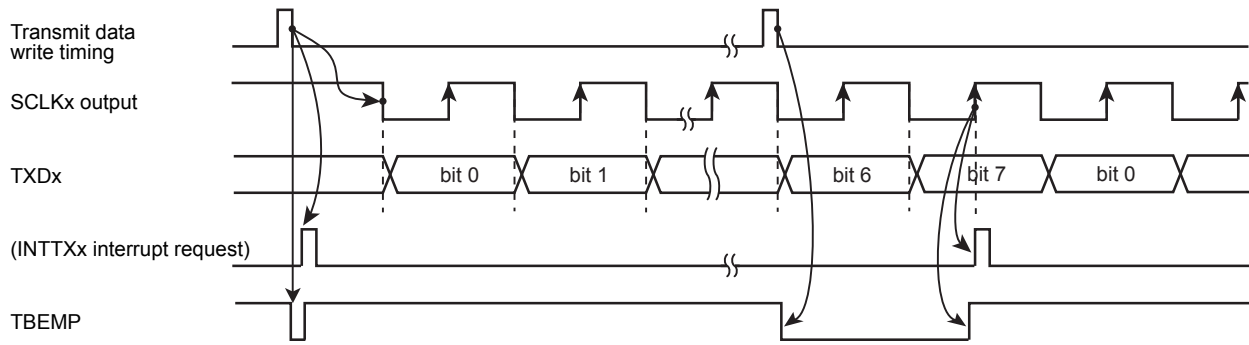 Transmit data
write timing
SCLKx output
TXDx
bit 0
bit 1
bit 6
bit 7
bit 0
(INTTXx interrupt request)
TBEMP